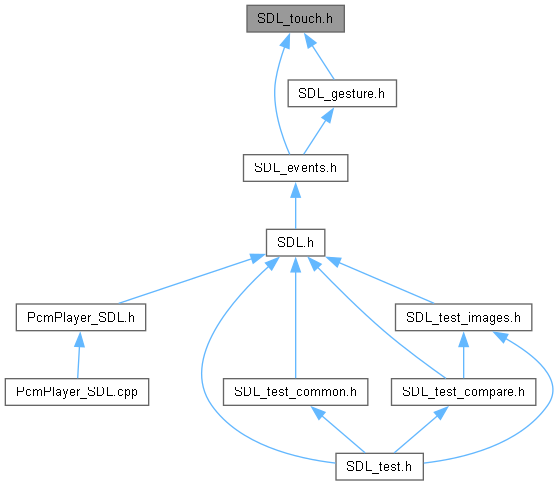 SDL_touch.h
SDL_gesture.h
SDL_events.h
SDL.h
PcmPlayer_SDL.h
SDL_test_images.h
PcmPlayer_SDL.cpp
SDL_test_common.h
SDL_test_compare.h
SDL_test.h